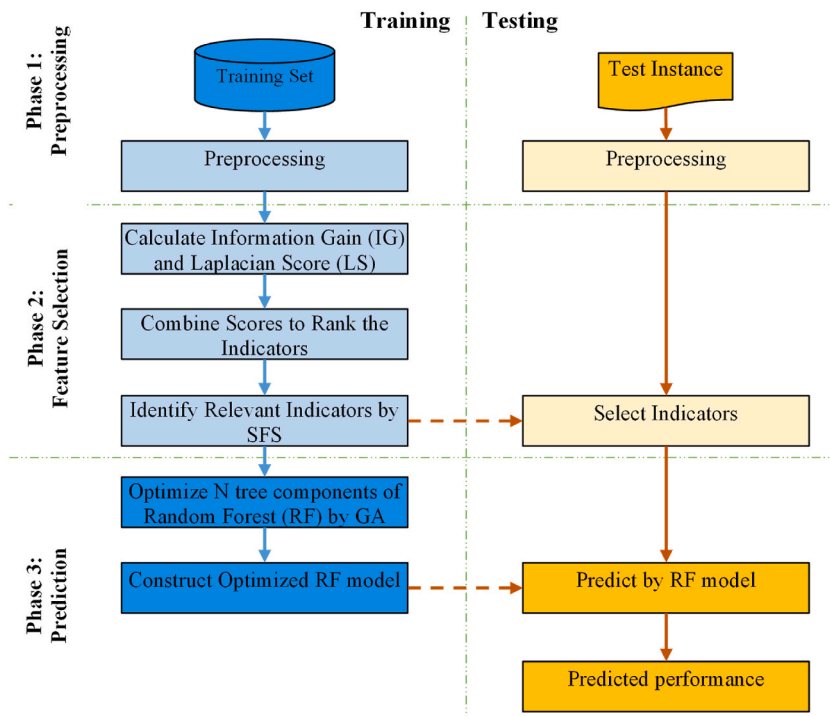 Training
Testing
Phase 1:
Preprocessing
Training Set
Test Instance
Preprocessing
Preprocessing
Phase 2:
Feature Selection
Calculate Information Gain (IG)
and Laplacian Score (LS)
Combine Scores to Rank the
Indicators
Identify Relevant Indicators by
SFS
Select Indicators
Phase 3:
Prediction
Optimize N tree components of
Random Forest (RF) by GA
Construct Optimized RF model
Predict by RF model
Predicted performance